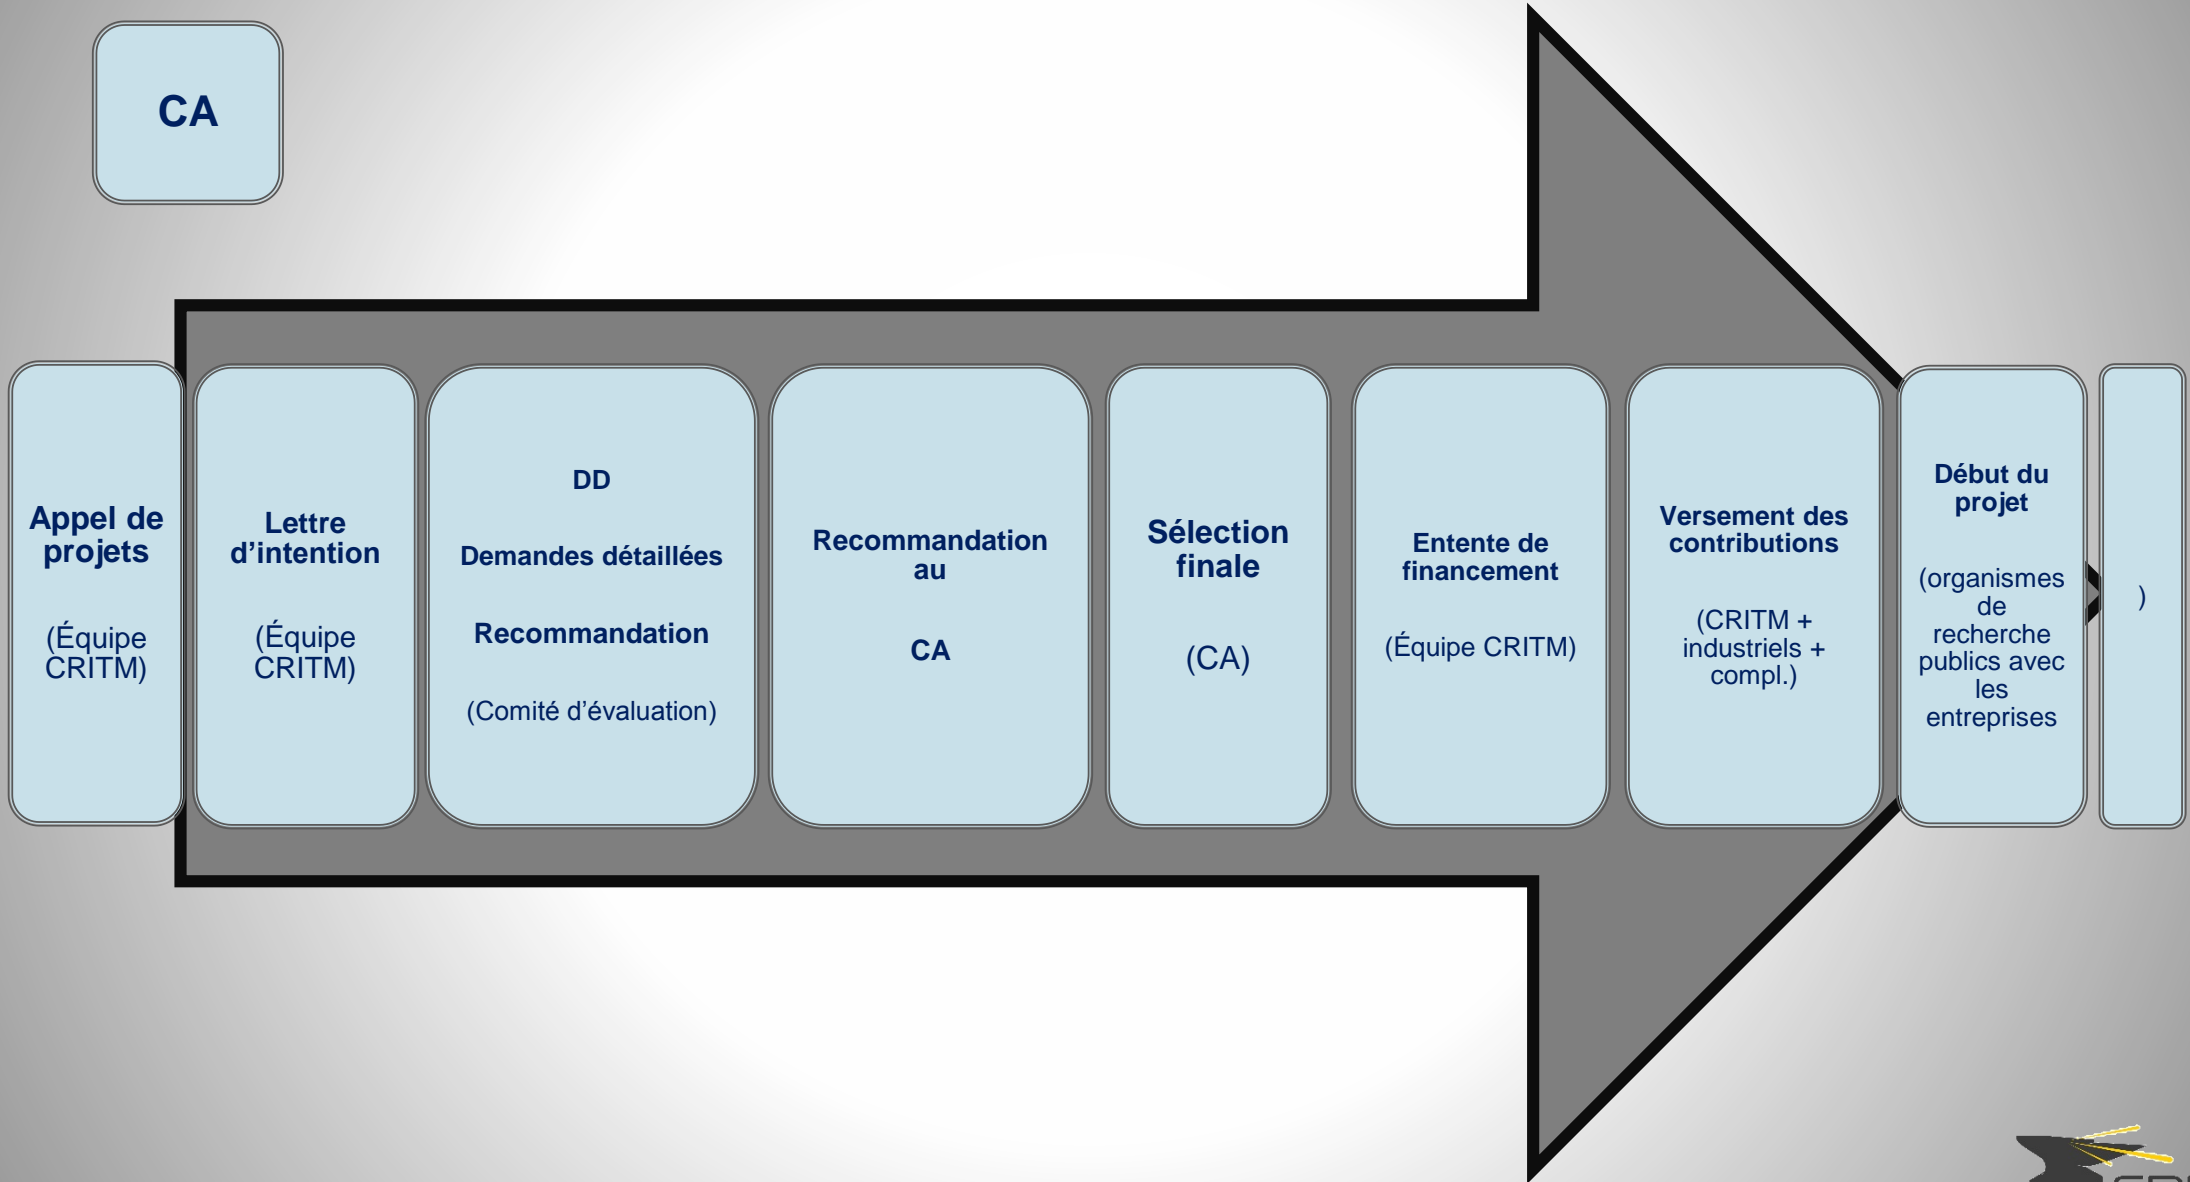 CA
Appel de
projets
(Équipe
CRITM)
Lettre
d’intention
(Équipe
CRITM)
DD
Demandes détaillées
Recommandation
(Comité d’évaluation)
Recommandation
au
CA
Sélection
finale
(CA)
Entente de
financement
(Équipe CRITM)
Versement des
contributions
(CRITM +
industriels +
compl.)
Début du
projet
(organismes
de
recherche
publics avec
les
entreprises
)